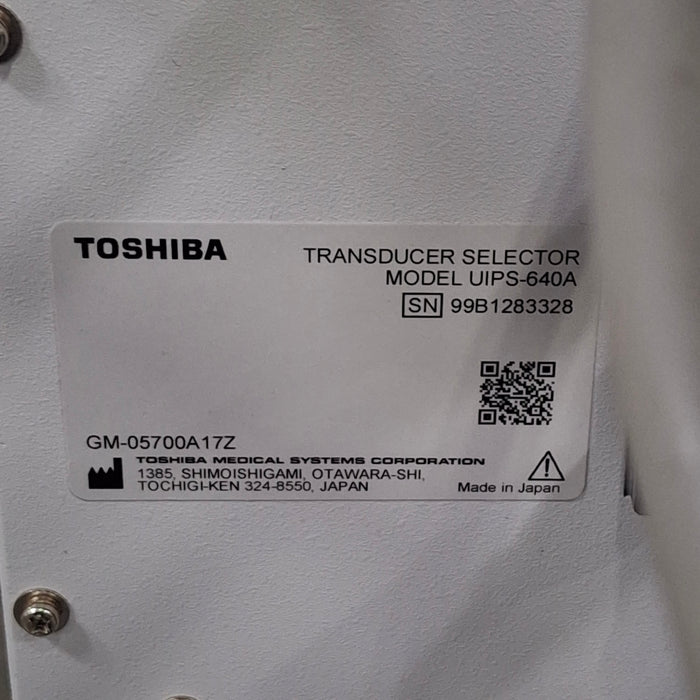 TOSHIBA
TRANSDUCER SELECTOR
MODEL UIPS-640A
SN 99B1283328
GM-05700A17Z
TOSHIBA MEDICAL SYSTEMS CORPORATION
1385, SHIMOISHIGAMI, OTAWARA-SHI,
TOCHIGI-KEN 324-8550, JAPAN
Made in Japan